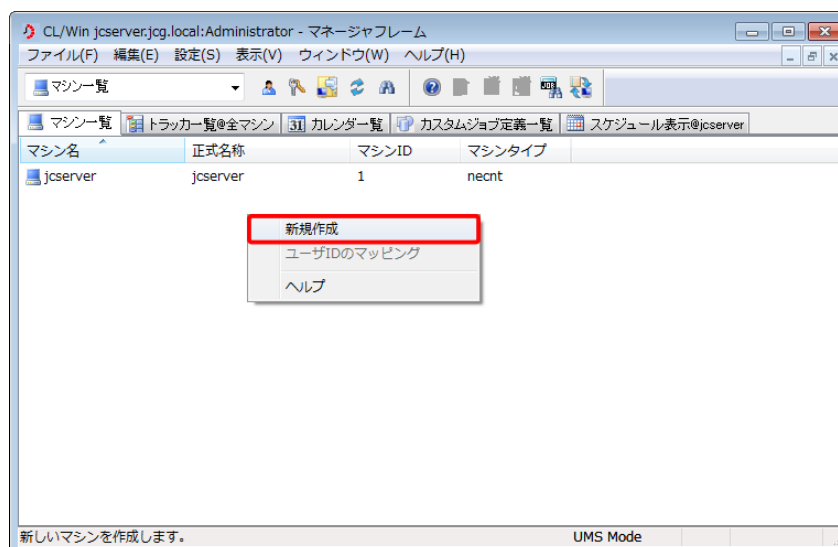 CL/Win jcserver.jcg.local:Administrator - マネージャフレーム
ファイル(F) 編集(E) 設定(S) 表示(V) ウィンドウ(W) ヘルプ(H)
マシン一覧
マシン一覧 トラッカ一覧@全マシン 31 カレンダ一覧 カスタムジョブ定義一覧 スケジュール表示@jcserver
マシン名 正式名称 マシンID マシンタイプ
jcserver jcserver 1 necnt
新規作成
ユーザIDのマッピング
ヘルプ
新しいマシンを作成します。 UMS Mode